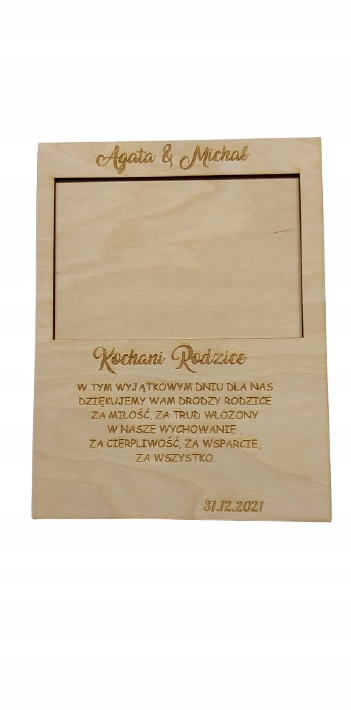 Agata & Michał
Kochani Rodzice
W TYM WYJĄTKOWYM DNIU DLA NAS
DZIĘKUJEMY WAM DRODZY RODZICE
ZA MIŁOŚĆ, ZA TRUD WŁOŻONY
W NASZE WYCHOWANIE ,
ZA CIERPLIWOŚĆ, ZA WSPARCIE,
ZA WSZYSTKO.
31.12.2021